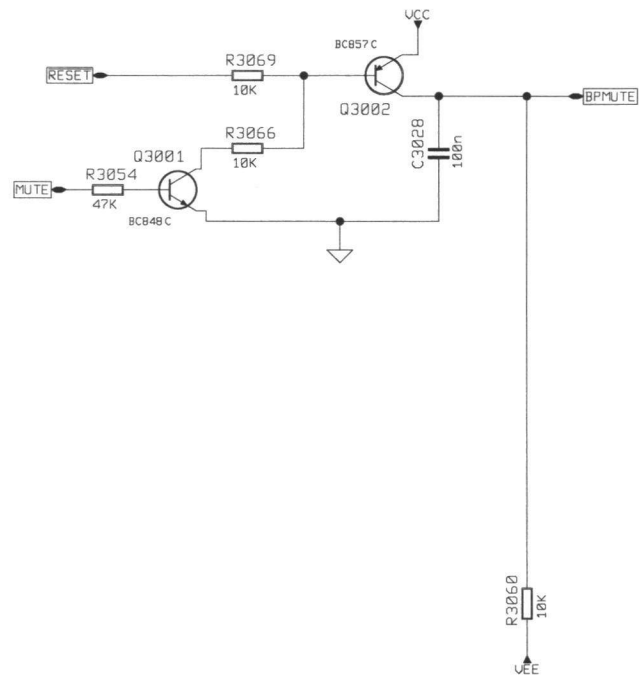 VCC
BC857C
R3069
RESET
10K
Q3002
BPMUTE
R3066
C3028
100n
Q3001
10K
R3054
MUTE
47K
BC848C
R3060
10K
VEE